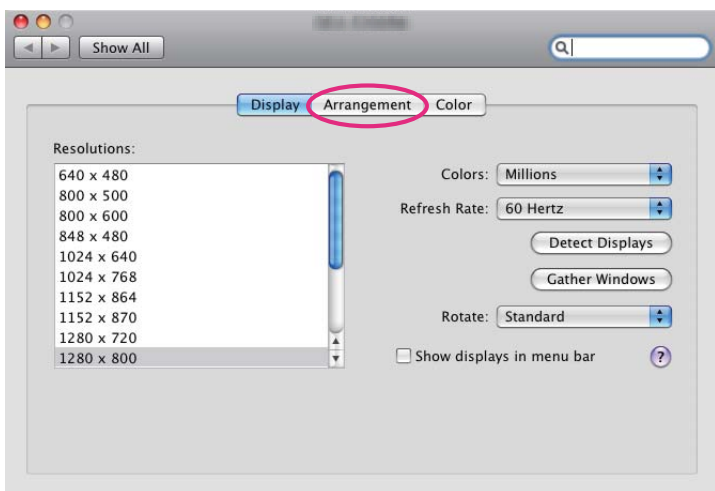 Show All
Display Arrangement Color
Resolutions:
640 x 480
800 x 500
800 x 600
848 x 480
1024 x 640
1024 x 768
1152 x 864
1152 x 870
1280 x 720
1280 x 800
Colors: Millions
Refresh Rate: 60 Hertz
Detect Displays
Gather Windows
Rotate: Standard
Show displays in menu bar ?